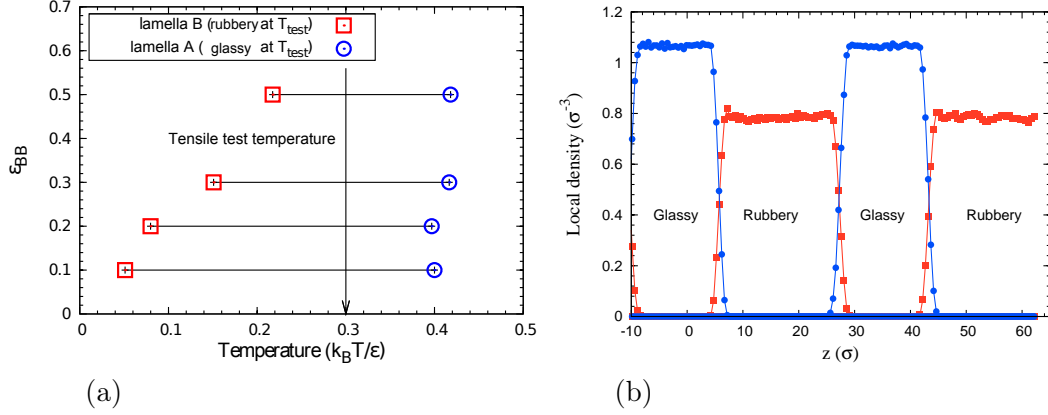 lamella B (rubbery at T_test)
lamella A ( glassy at T_test)
Tensile test temperature
ε_BB
0.7
0.6
0.5
0.4
0.3
0.2
0.1
0
0 0.1 0.2 0.3 0.4 0.5
Temperature (k_B T/ε)
(a)
Local density (σ⁻³)
1.2
1
0.8
0.6
0.4
0.2
0
Glassy Rubbery Glassy Rubbery
-10 0 10 20 30 40 50 60
z (σ)
(b)